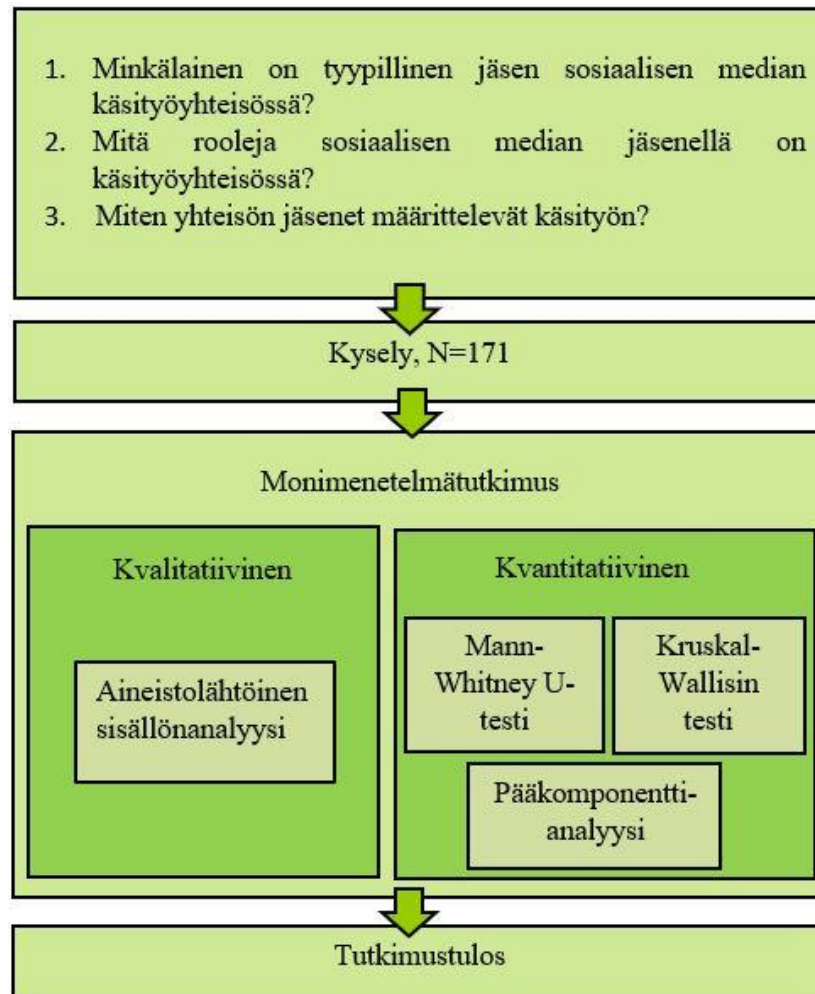 1. Minkälainen on tyypillinen jäsen sosiaalisen median
käsityöyhteisössä?
2. Mitä rooleja sosiaalisen median jäsenellä on
käsityöyhteisössä?
3. Miten yhteisön jäsenet määrittelevät käsityön?
Kysely, N=171
Monimenetelmätutkimus
Kvalitatiivinen
Aineistolähtöinen
sisällönanalyysi
Kvantitatiivinen
Mann-
Whitney U-
testi
Kruskal-
Wallisin
testi
Pääkomponentti-
analyysi
Tutkimustulos